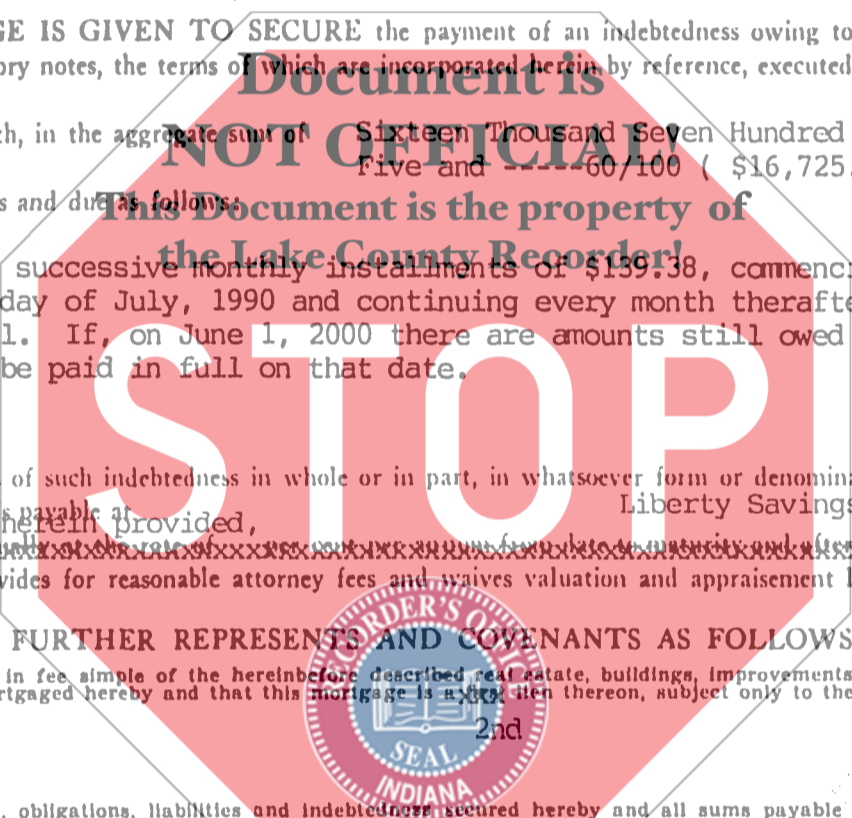 GE IS GIVEN TO SECURE the payment of an indebtedness owing to
ory notes, the terms of which are incorporated herein by reference, executed
Document is
h, in the aggregate sum of Sixteen Thousand Seven Hundred
NOT OFFICIAL!
Five and -----60/100 ( $16,725.
s and due as follows:
This Document is the property of
the Lake County Recorder!
successive monthly installments of $139.38, commenci
day of July, 1990 and continuing every month therafte
l. If, on June 1, 2000 there are amounts still owed
be paid in full on that date.
STOP
of such indebtedness in whole or in part, in whatsoever form or denomina
s payable at Liberty Savings
herein provided,
vides for reasonable attorney fees and waives valuation and appraisement l
FURTHER REPRESENTS AND COVENANTS AS FOLLOWS
in fee simple of the hereinbefore described real estate, buildings, improvements
rtgaged hereby and that this mortgage is a xxxx lien thereon, subject only to the
2nd
RECORDER'S OFFICE
SEAL
INDIANA
, obligations, liabilities and indebtedness secured hereby and all sums payable